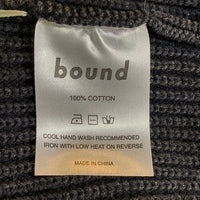 bound
100% COTTON
COOL HAND WASH RECOMMENDED
IRON WITH LOW HEAT ON REVERSE
MADE IN CHINA